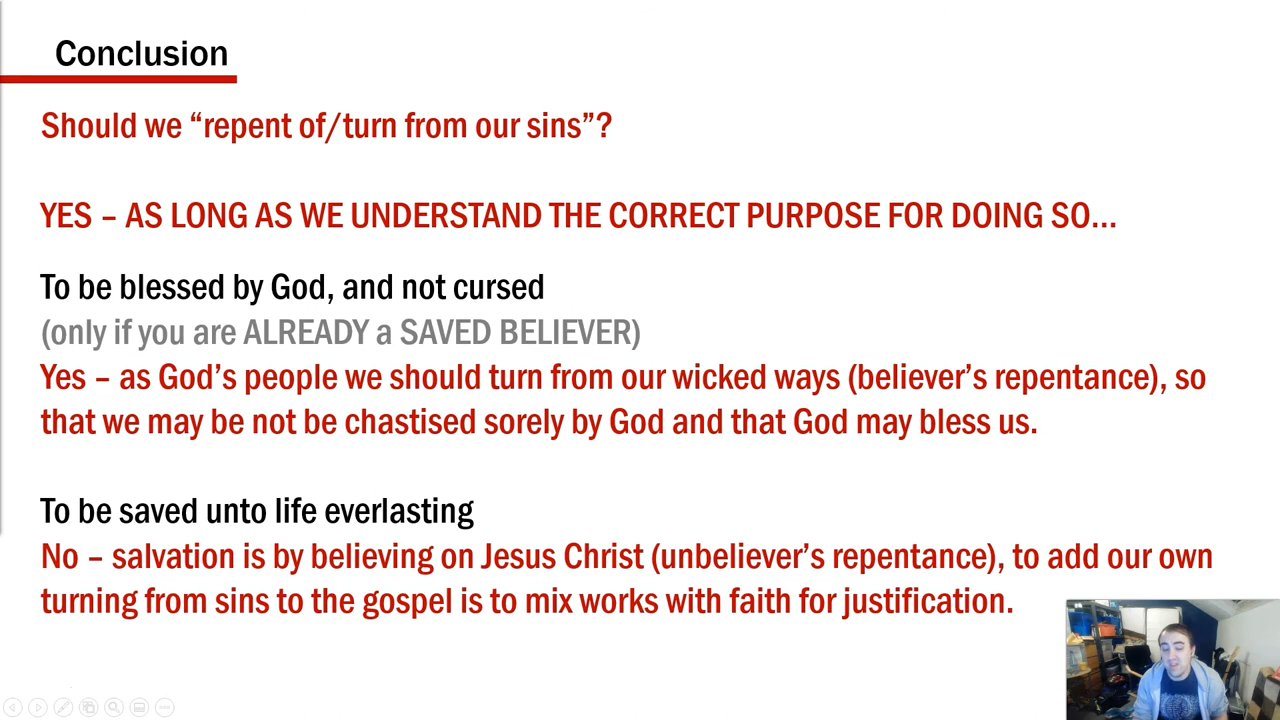 Conclusion
Should we “repent of/turn from our sins”?
YES – AS LONG AS WE UNDERSTAND THE CORRECT PURPOSE FOR DOING SO...
To be blessed by God, and not cursed
(only if you are ALREADY a SAVED BELIEVER)
Yes – as God’s people we should turn from our wicked ways (believer’s repentance), so
that we may be not be chastised sorely by God and that God may bless us.
To be saved unto life everlasting
No – salvation is by believing on Jesus Christ (unbeliever’s repentance), to add our own
turning from sins to the gospel is to mix works with faith for justification.